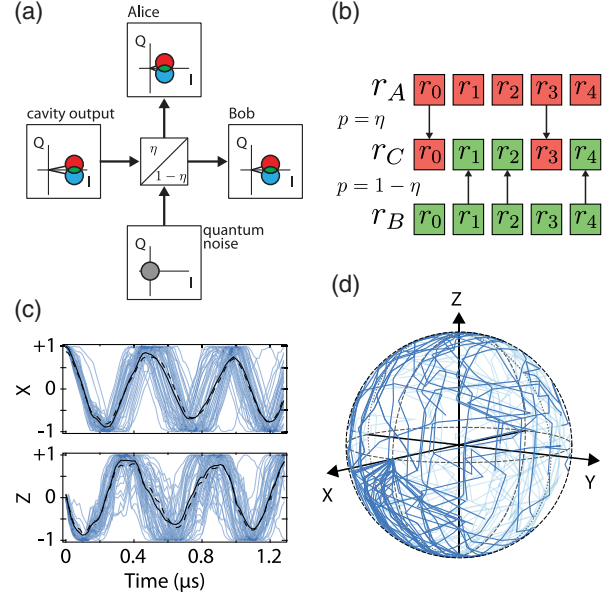 (a)
Alice
Q
I
cavity output
Q
I
η
1 − η
Bob
Q
I
quantum
noise
Q
I
(b)
r_A r_0 r_1 r_2 r_3 r_4
p = η
r_C r_0 r_1 r_2 r_3 r_4
p = 1 − η
r_B r_0 r_1 r_2 r_3 r_4
(c)
+1
X
0
-1
+1
Z
0
-1
0 0.4 0.8 1.2
Time (μs)
(d)
Z
X
Y